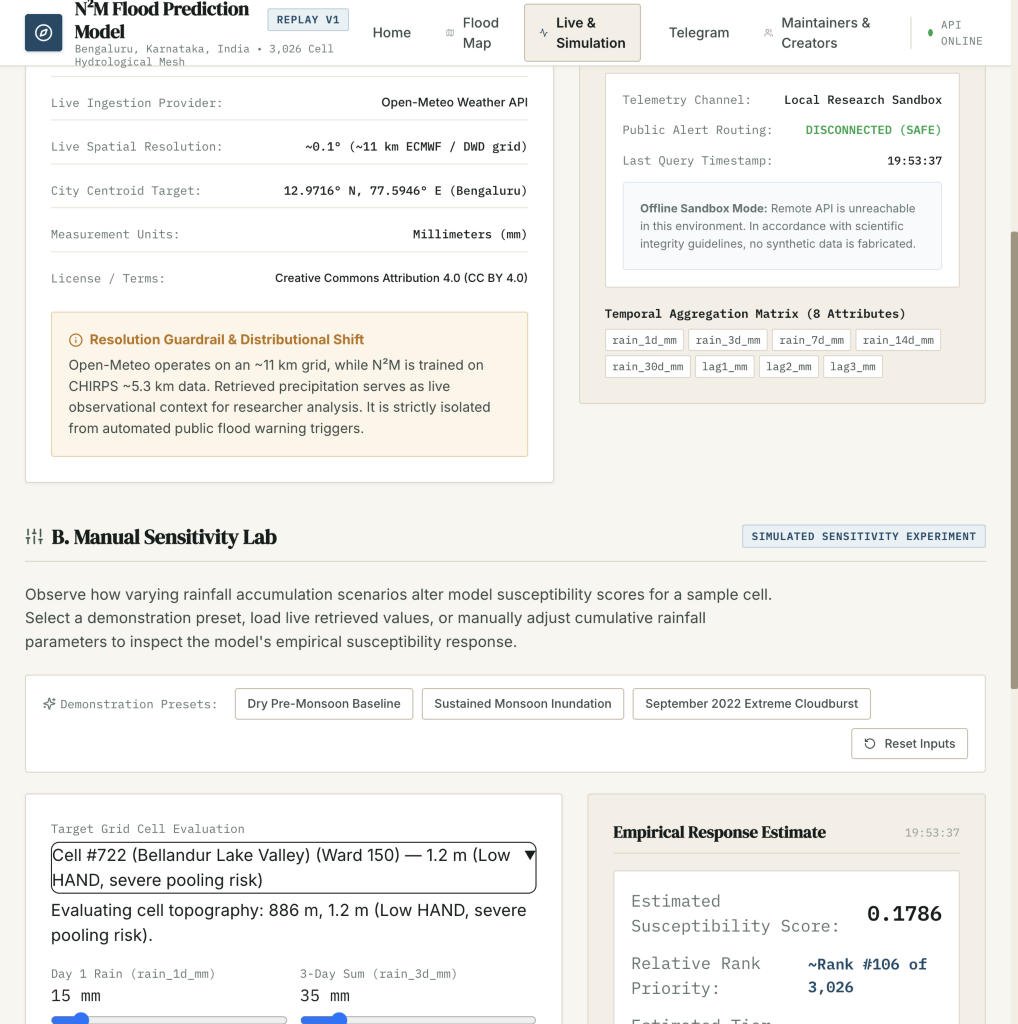 N²M Flood Prediction
Model
REPLAY V1
Bengaluru, Karnataka, India • 3,026 Cell
Hydrological Mesh
Home
Flood
Map
Live &
Simulation
Telegram
Maintainers &
Creators
API
ONLINE
Live Ingestion Provider: Open-Meteo Weather API
Live Spatial Resolution: ~0.1° (~11 km ECMWF / DWD grid)
City Centroid Target: 12.9716° N, 77.5946° E (Bengaluru)
Measurement Units: Millimeters (mm)
License / Terms: Creative Commons Attribution 4.0 (CC BY 4.0)
Resolution Guardrail & Distributional Shift
Open-Meteo operates on an ~11 km grid, while N²M is trained on
CHIRPS ~5.3 km data. Retrieved precipitation serves as live
observational context for researcher analysis. It is strictly isolated
from automated public flood warning triggers.
Telemetry Channel: Local Research Sandbox
Public Alert Routing: DISCONNECTED (SAFE)
Last Query Timestamp: 19:53:37
Offline Sandbox Mode: Remote API is unreachable
in this environment. In accordance with scientific
integrity guidelines, no synthetic data is fabricated.
Temporal Aggregation Matrix (8 Attributes)
rain_1d_mm rain_3d_mm rain_7d_mm rain_14d_mm
rain_30d_mm lag1_mm lag2_mm lag3_mm
B. Manual Sensitivity Lab
SIMULATED SENSITIVITY EXPERIMENT
Observe how varying rainfall accumulation scenarios alter model susceptibility scores for a sample cell.
Select a demonstration preset, load live retrieved values, or manually adjust cumulative rainfall
parameters to inspect the model's empirical susceptibility response.
Demonstration Presets: Dry Pre-Monsoon Baseline Sustained Monsoon Inundation September 2022 Extreme Cloudburst
Reset Inputs
Target Grid Cell Evaluation
Cell #722 (Bellandur Lake Valley) (Ward 150) — 1.2 m (Low
HAND, severe pooling risk)
Evaluating cell topography: 886 m, 1.2 m (Low HAND, severe
pooling risk).
Day 1 Rain (rain_1d_mm) 3-Day Sum (rain_3d_mm)
15 mm 35 mm
Empirical Response Estimate 19:53:37
Estimated
Susceptibility Score: 0.1786
Relative Rank
Priority:
~Rank #106 of
3,026
Estimated Tier